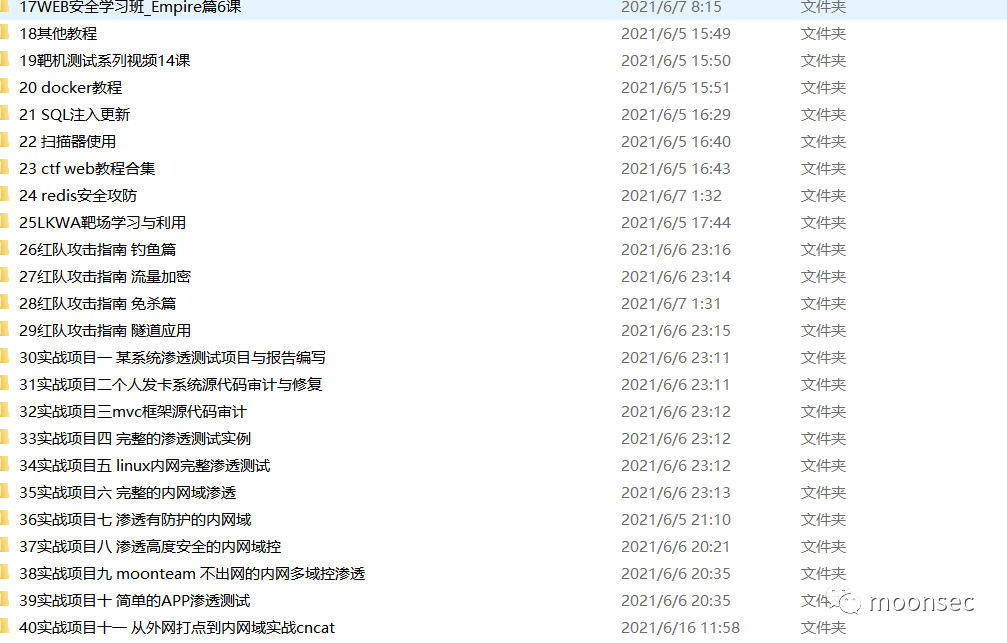 17WEB安全学习班_Empire篇6课 2021/6/7 8:15 文件夹
18其他教程 2021/6/5 15:49 文件夹
19靶机测试系列视频14课 2021/6/5 15:50 文件夹
20 docker教程 2021/6/5 15:51 文件夹
21 SQL注入更新 2021/6/5 16:29 文件夹
22 扫描器使用 2021/6/5 16:40 文件夹
23 ctf web教程合集 2021/6/5 16:43 文件夹
24 redis安全攻防 2021/6/7 1:32 文件夹
25LKWA靶场学习与利用 2021/6/5 17:44 文件夹
26红队攻击指南 钓鱼篇 2021/6/6 23:16 文件夹
27红队攻击指南 流量加密 2021/6/6 23:14 文件夹
28红队攻击指南 免杀篇 2021/6/7 1:31 文件夹
29红队攻击指南 隧道应用 2021/6/6 23:15 文件夹
30实战项目一 某系统渗透测试项目与报告编写 2021/6/6 23:11 文件夹
31实战项目二个人发卡系统源代码审计与修复 2021/6/6 23:11 文件夹
32实战项目三mvc框架源代码审计 2021/6/6 23:12 文件夹
33实战项目四 完整的渗透测试实例 2021/6/6 23:12 文件夹
34实战项目五 linux内网完整渗透测试 2021/6/6 23:12 文件夹
35实战项目六 完整的内网域渗透 2021/6/6 23:13 文件夹
36实战项目七 渗透有防护的内网域 2021/6/5 21:10 文件夹
37实战项目八 渗透高度安全的内网域控 2021/6/6 20:21 文件夹
38实战项目九 moonteam 不出网的内网多域控渗透 2021/6/6 20:35 文件夹
39实战项目十 简单的APP渗透测试 2021/6/6 20:35 文件夹
moonsec
40实战项目十一 从外网打点到内网域实战cncat 2021/6/16 11:58 文件夹